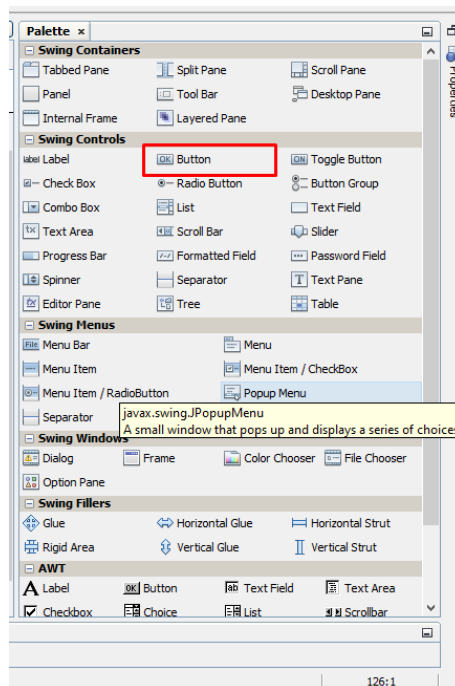 Palette ×
Swing Containers
Tabbed Pane Split Pane Scroll Pane
Panel Tool Bar Desktop Pane
Internal Frame Layered Pane
Swing Controls
label Label OK Button ON Toggle Button
Check Box Radio Button Button Group
Combo Box List Text Field
tx Text Area Scroll Bar Slider
Progress Bar Formatted Field Password Field
Spinner Separator T Text Pane
Editor Pane Tree Table
Swing Menus
File Menu Bar Menu
Menu Item Menu Item / CheckBox
Menu Item / RadioButton Popup Menu
Separator javax.swing.JPopupMenu
A small window that pops up and displays a series of choices
Swing Windows
Dialog Frame Color Chooser File Chooser
Option Pane
Swing Fillers
Glue Horizontal Glue Horizontal Strut
Rigid Area Vertical Glue Vertical Strut
AWT
A Label OK Button ab Text Field Text Area
Checkbox Choice List Scrollbar
126:1
Properties